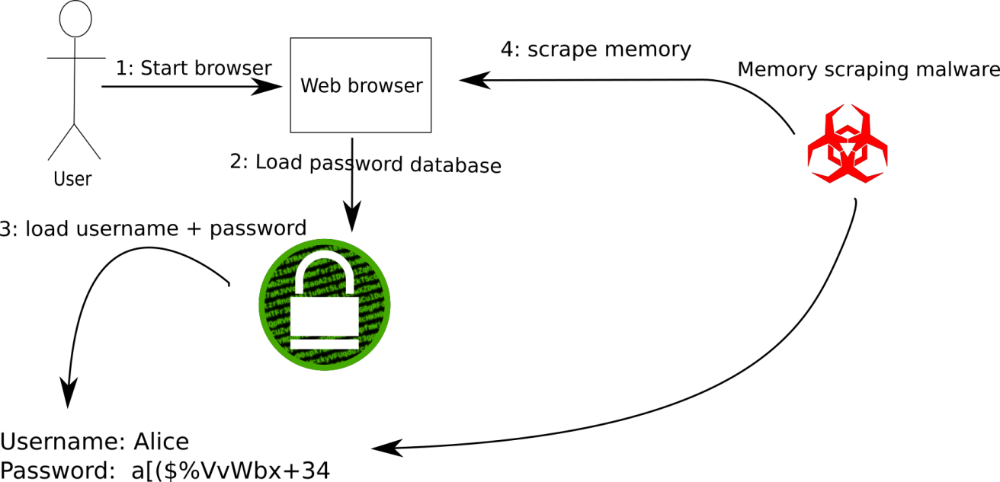 1: Start browser
Web browser
4: scrape memory
Memory scraping malware
User
2: Load password database
3: load username + password
Username: Alice
Password: a[($%VvWbx+34